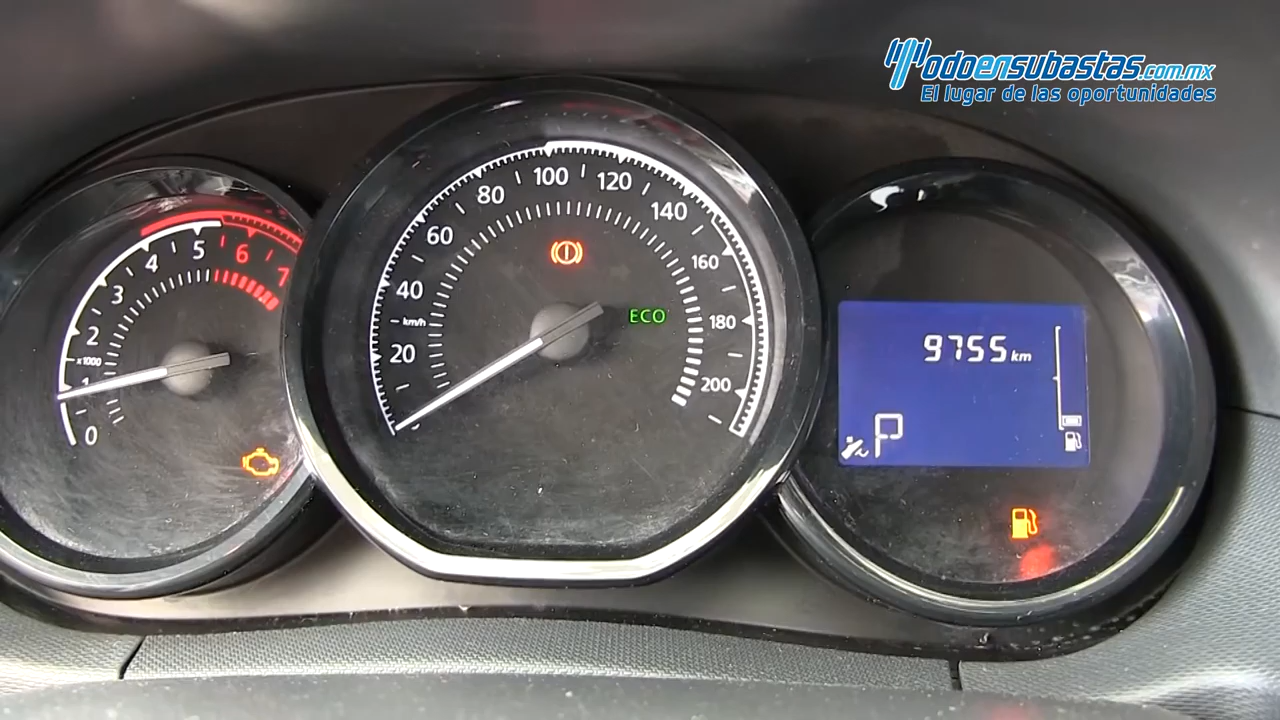 Todoensubastas.com.mx
El lugar de las oportunidades
0
1
2
3
4
5
6
7
x1000
20
40
60
80
100
120
140
160
180
200
km/h
ECO
9755 km
P